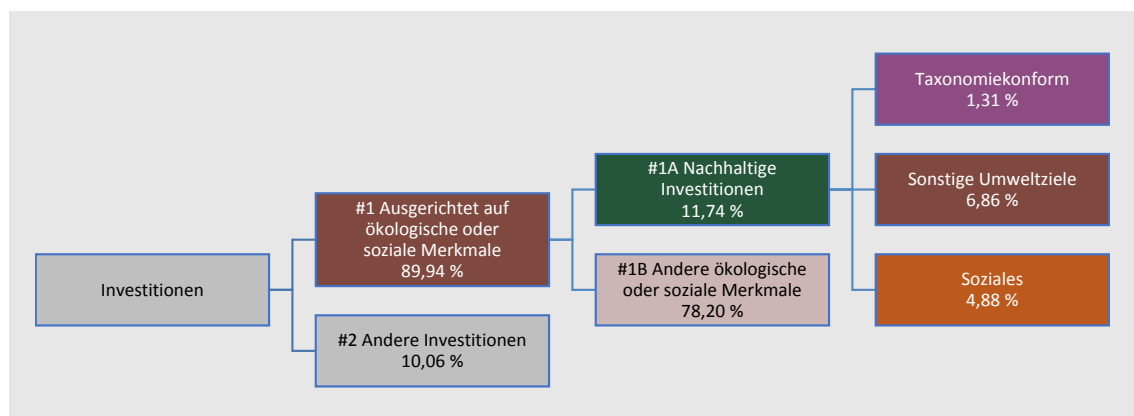 Investitionen
#1 Ausgerichtet auf
ökologische oder
soziale Merkmale
89,94 %
#2 Andere Investitionen
10,06 %
#1A Nachhaltige
Investitionen
11,74 %
#1B Andere ökologische
oder soziale Merkmale
78,20 %
Taxonomiekonform
1,31 %
Sonstige Umweltziele
6,86 %
Soziales
4,88 %